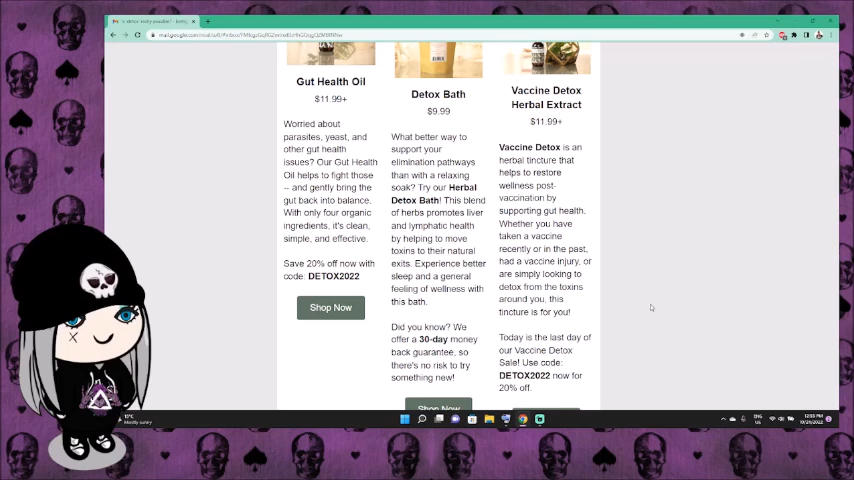 Gut Health Oil
$11.99+
Worried about
parasites, yeast, and
other gut health
issues? Our Gut Health
Oil helps to fight those
-- and gently bring the
gut back into balance.
With only four organic
ingredients, it's clean,
simple, and effective.
Save 20% off now with
code: DETOX2022
Shop Now
Detox Bath
$9.99
What better way to
support your
elimination pathways
than with a relaxing
soak? Try our Herbal
Detox Bath! This blend
of herbs promotes liver
and lymphatic health
by helping to move
toxins to their natural
exits. Experience better
sleep and a general
feeling of wellness with
this bath.
Did you know? We
offer a 30-day money
back guarantee, so
there's no risk to try
something new!
Shop Now
Vaccine Detox
Herbal Extract
$11.99+
Vaccine Detox is an
herbal tincture that
helps to restore
wellness post-
vaccination by
supporting gut health.
Whether you have
taken a vaccine
recently or in the past,
had a vaccine injury, or
are simply looking to
detox from the toxins
around you, this
tincture is for you!
Today is the last day of
our Vaccine Detox
Sale! Use code:
DETOX2022 now for
20% off.
Mostly sunny
ENG
US